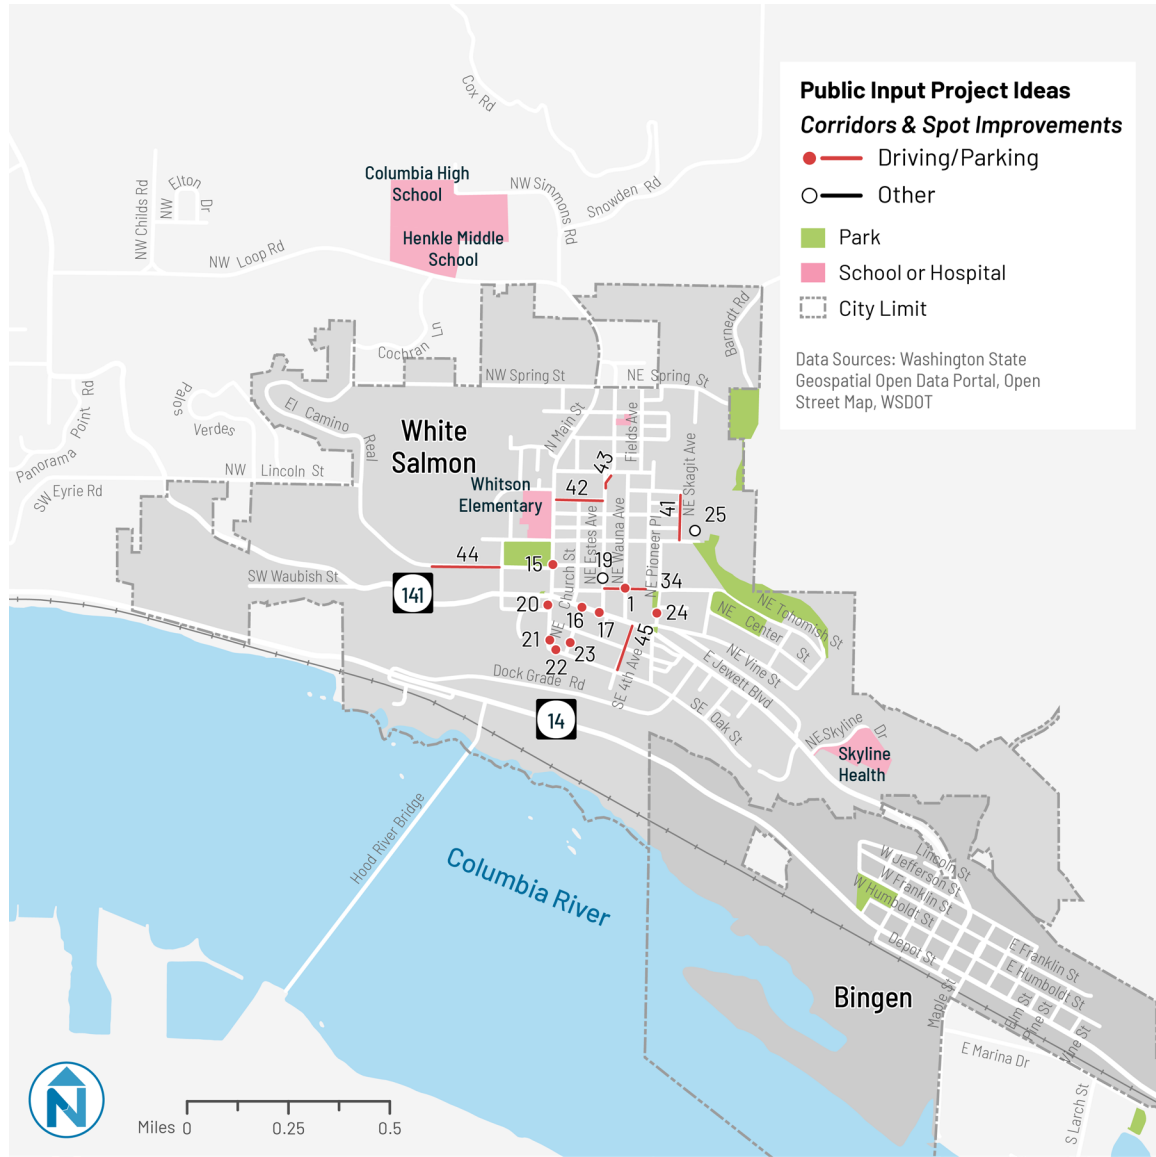 Public Input Project Ideas
Corridors & Spot Improvements
Driving/Parking
Other
Park
School or Hospital
City Limit
Data Sources: Washington State
Geospatial Open Data Portal, Open
Street Map, WSDOT
Cox Rd
Columbia High
School
NW Simmons Rd
Snowden Rd
Elton
Dr
NW
NW Childs Rd
Henkle Middle
School
NW Loop Rd
Barnedt Rd
Cochran
Ln
NW Spring St
NE Spring St
Palos
Verdes
Point Rd
Panorama
El Camino
Real
N Main St
Fields Ave
White
Salmon
NE Skagit Ave
43
NW Lincoln St
SW Eyrie Rd
Whitson
Elementary
42
41
25
NE Estes Ave
NE Wauna Ave
NE Pioneer Pl
44
15
19
34
SW Waubish St
141
NE Church St
20
16
17
1
24
NE Tohomish St
NE Center St
21
22
23
45
NE Vine St
E Jewett Blvd
Dock Grade Rd
SE 4th Ave
SE Oak St
14
NE Skyline Dr
Skyline
Health
Hood River Bridge
Columbia River
Lincoln St
W Jefferson St
W Franklin St
W Humboldt St
Depot St
E Franklin St
E Humboldt St
Bingen
Maple St
Elm St
Pine St
Vine St
E Marina Dr
S Larch St
N
Miles 0 0.25 0.5